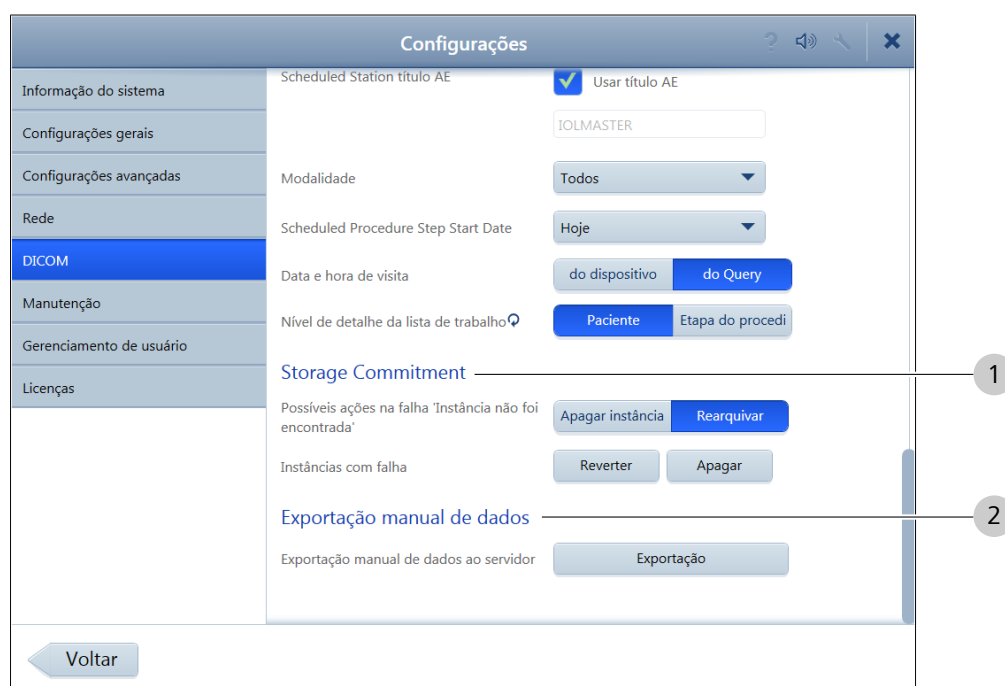 Configurações
Informação do sistema
Configurações gerais
Configurações avançadas
Rede
DICOM
Manutenção
Gerenciamento de usuário
Licenças
Scheduled Station título AE
Usar título AE
IOLMASTER
Modalidade
Todos
Scheduled Procedure Step Start Date
Hoje
Data e hora de visita
do dispositivo
do Query
Nível de detalhe da lista de trabalho
Paciente
Etapa do procedi
Storage Commitment
1
Possíveis ações na falha 'Instância não foi
encontrada'
Apagar instância
Rearquivar
Instâncias com falha
Reverter
Apagar
Exportação manual de dados
2
Exportação manual de dados ao servidor
Exportação
Voltar